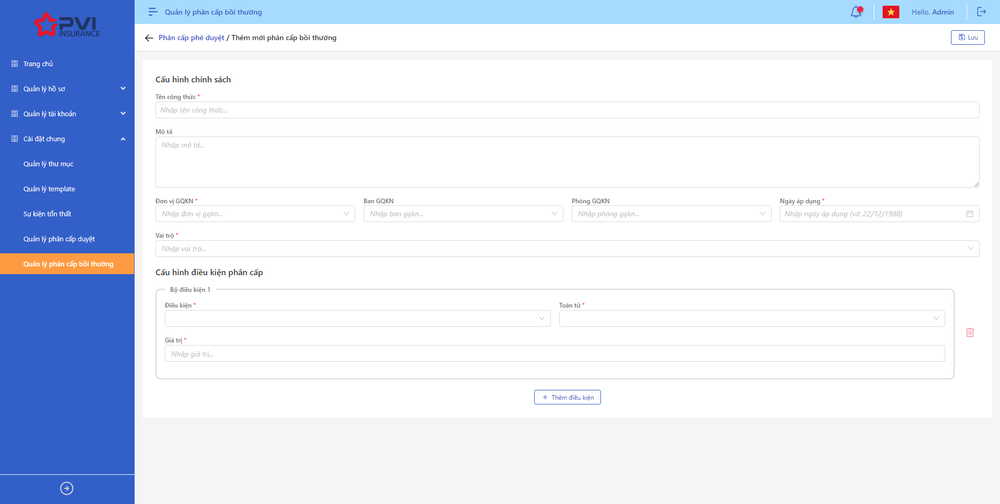 PVI
INSURANCE
Trang chủ
Quản lý hồ sơ
Quản lý tài khoản
Cài đặt chung
Quản lý thư mục
Quản lý template
Sự kiện tổn thất
Quản lý phân cấp duyệt
Quản lý phân cấp bồi thường
Quản lý phân cấp bồi thường
Hello, Admin
Phân cấp phê duyệt / Thêm mới phân cấp bồi thường
Lưu
Cấu hình chính sách
Tên công thức *
Nhập tên công thức...
Mô tả
Nhập mô tả...
Đơn vị GQKN * Ban GQKN Phòng GQKN Ngày áp dụng *
Nhập đơn vị gqkn... Nhập ban gqkn... Nhập phòng gqkn... Nhập ngày áp dụng (vd: 22/12/1988)
Vai trò *
Nhập vai trò...
Cấu hình điều kiện phân cấp
Bộ điều kiện 1
Điều kiện * Toán tử *
Giá trị *
Nhập giá trị...
+ Thêm điều kiện